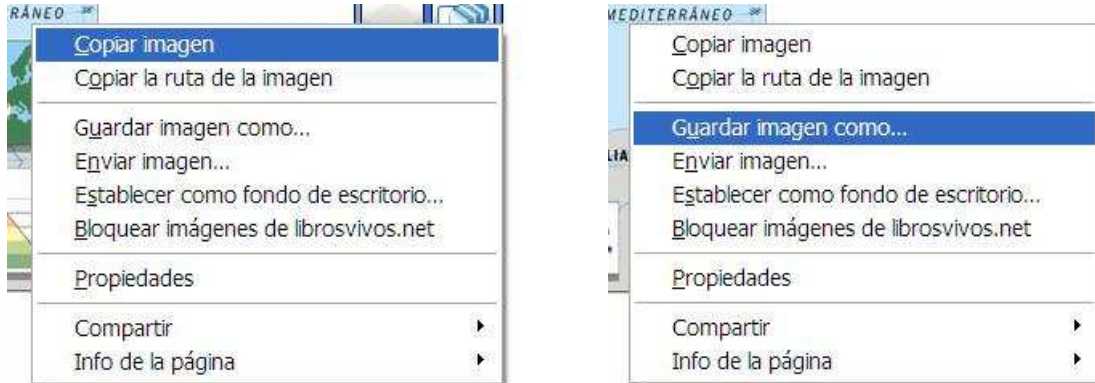 RÁNEO
Copiar imagen
Copiar la ruta de la imagen
Guardar imagen como...
Enviar imagen...
Establecer como fondo de escritorio...
Bloquear imágenes de librosvivos.net
Propiedades
Compartir
Info de la página
MEDITERRÁNEO
LIA
Copiar imagen
Copiar la ruta de la imagen
Guardar imagen como...
Enviar imagen...
Establecer como fondo de escritorio...
Bloquear imágenes de librosvivos.net
Propiedades
Compartir
Info de la página